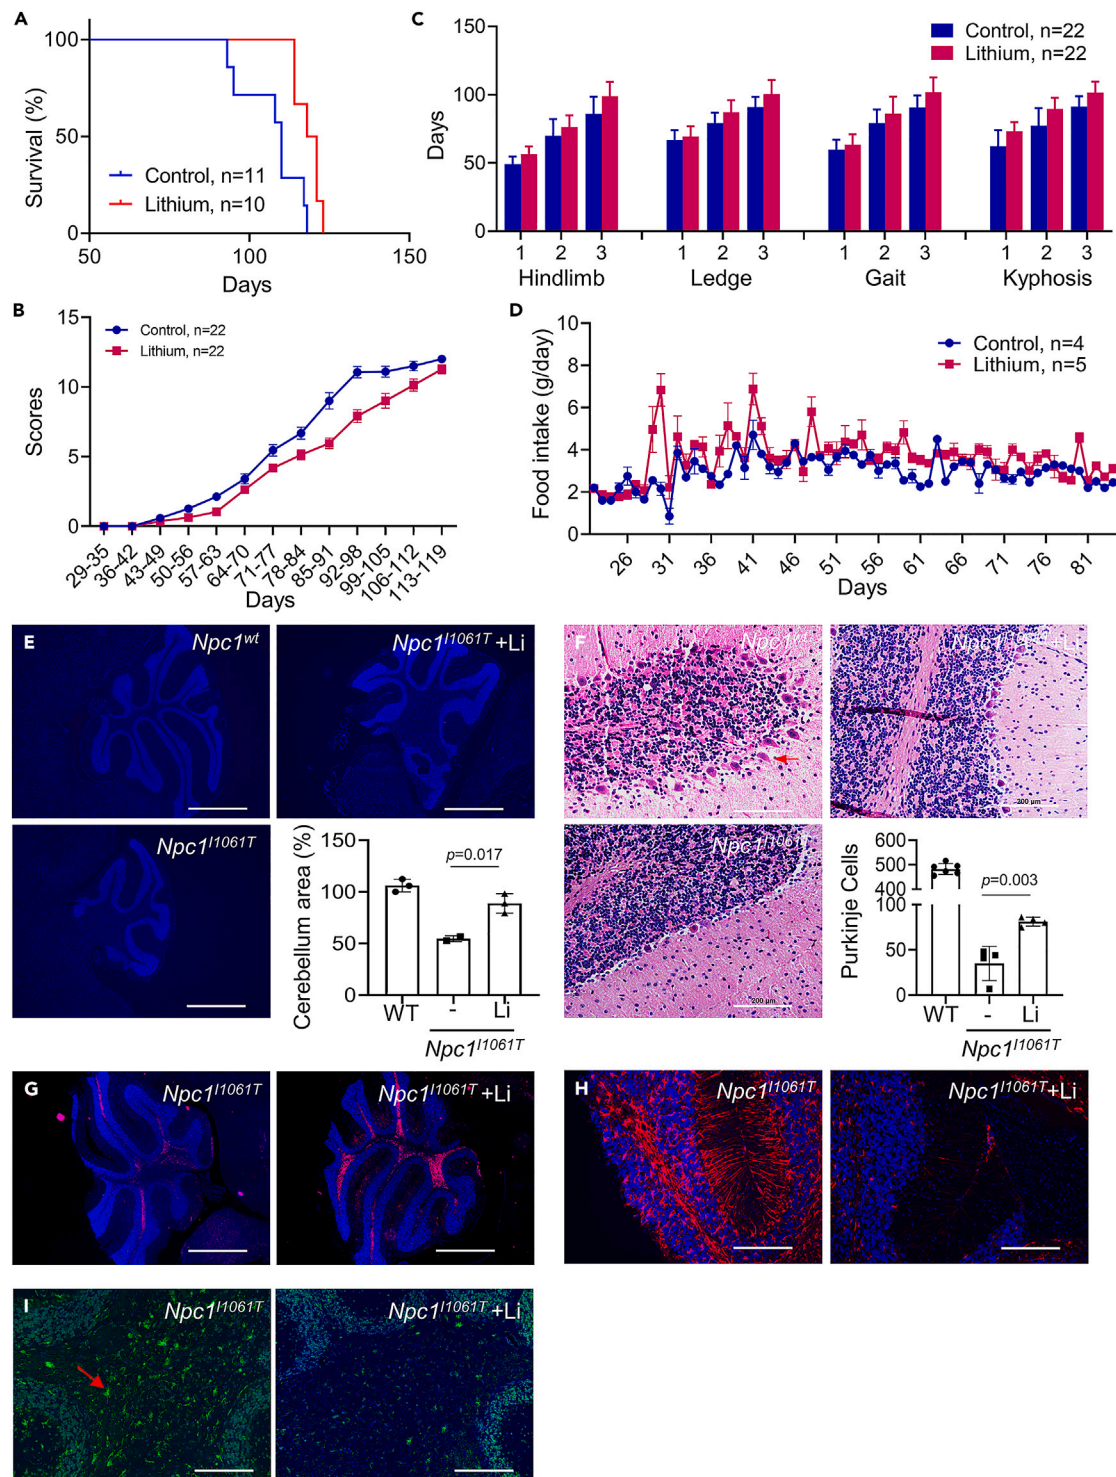 A
100
50
0
Survival (%)
Control, n=11
Lithium, n=10
50
100
150
Days
C
150
100
50
0
Days
Control, n=22
Lithium, n=22
1 2 3 1 2 3 1 2 3 1 2 3
Hindlimb Ledge Gait Kyphosis
B
15
10
5
0
Scores
Control, n=22
Lithium, n=22
29-35
36-42
43-49
50-56
57-63
64-70
71-77
78-84
85-91
92-98
99-105
106-112
113-119
Days
D
10
8
6
4
2
0
Food intake (g/day)
Control, n=4
Lithium, n=5
26 31 36 41 46 51 56 61 66 71 76 81
Days
E
Npc1wt
Npc1I1061T +Li
Npc1I1061T
Cerebellum area (%)
150
100
50
0
p=0.017
WT - Li
Npc1I1061T
F
Npc1wt
Npc1I1061T +Li
200 µm
Npc1I1061T
200 µm
Purkinje Cells
600
500
400
100
50
0
p=0.003
WT - Li
Npc1I1061T
G
Npc1I1061T
Npc1I1061T +Li
H
Npc1I1061T
Npc1I1061T +Li
I
Npc1I1061T
Npc1I1061T +Li